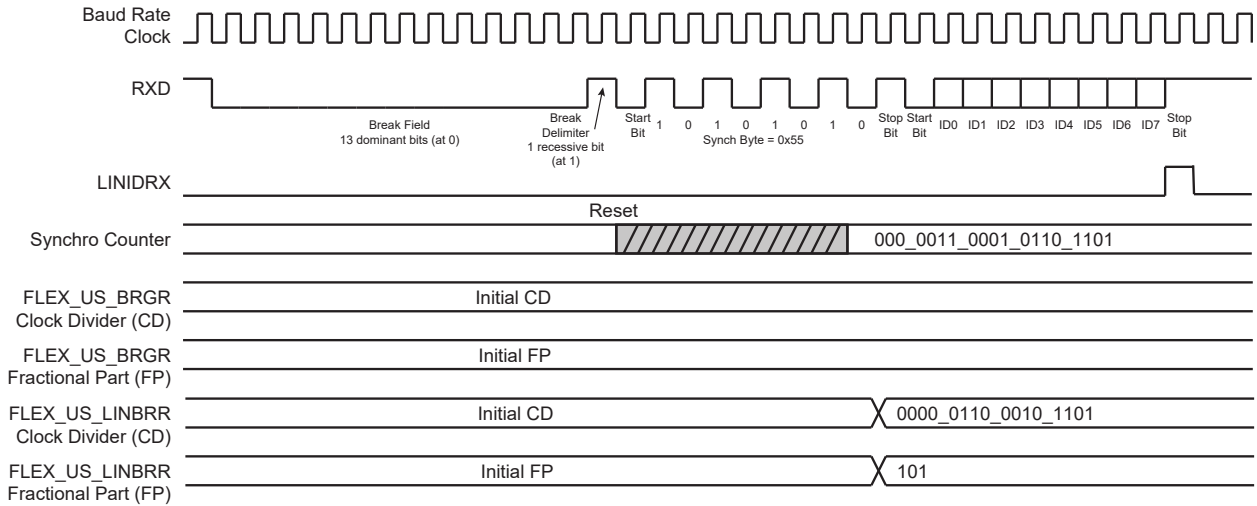 Baud Rate
Clock
RXD
Break Field
13 dominant bits (at 0)
Break
Delimiter
1 recessive bit
(at 1)
Start
Bit
1 0 1 0 1 0 1 0
Synch Byte = 0x55
Stop
Bit
Start
Bit
ID0 ID1 ID2 ID3 ID4 ID5 ID6 ID7
Stop
Bit
LINIDRX
Reset
Synchro Counter
000_0011_0001_0110_1101
FLEX_US_BRGR
Clock Divider (CD)
Initial CD
FLEX_US_BRGR
Fractional Part (FP)
Initial FP
FLEX_US_LINBRR
Clock Divider (CD)
Initial CD
0000_0110_0010_1101
FLEX_US_LINBRR
Fractional Part (FP)
Initial FP
101